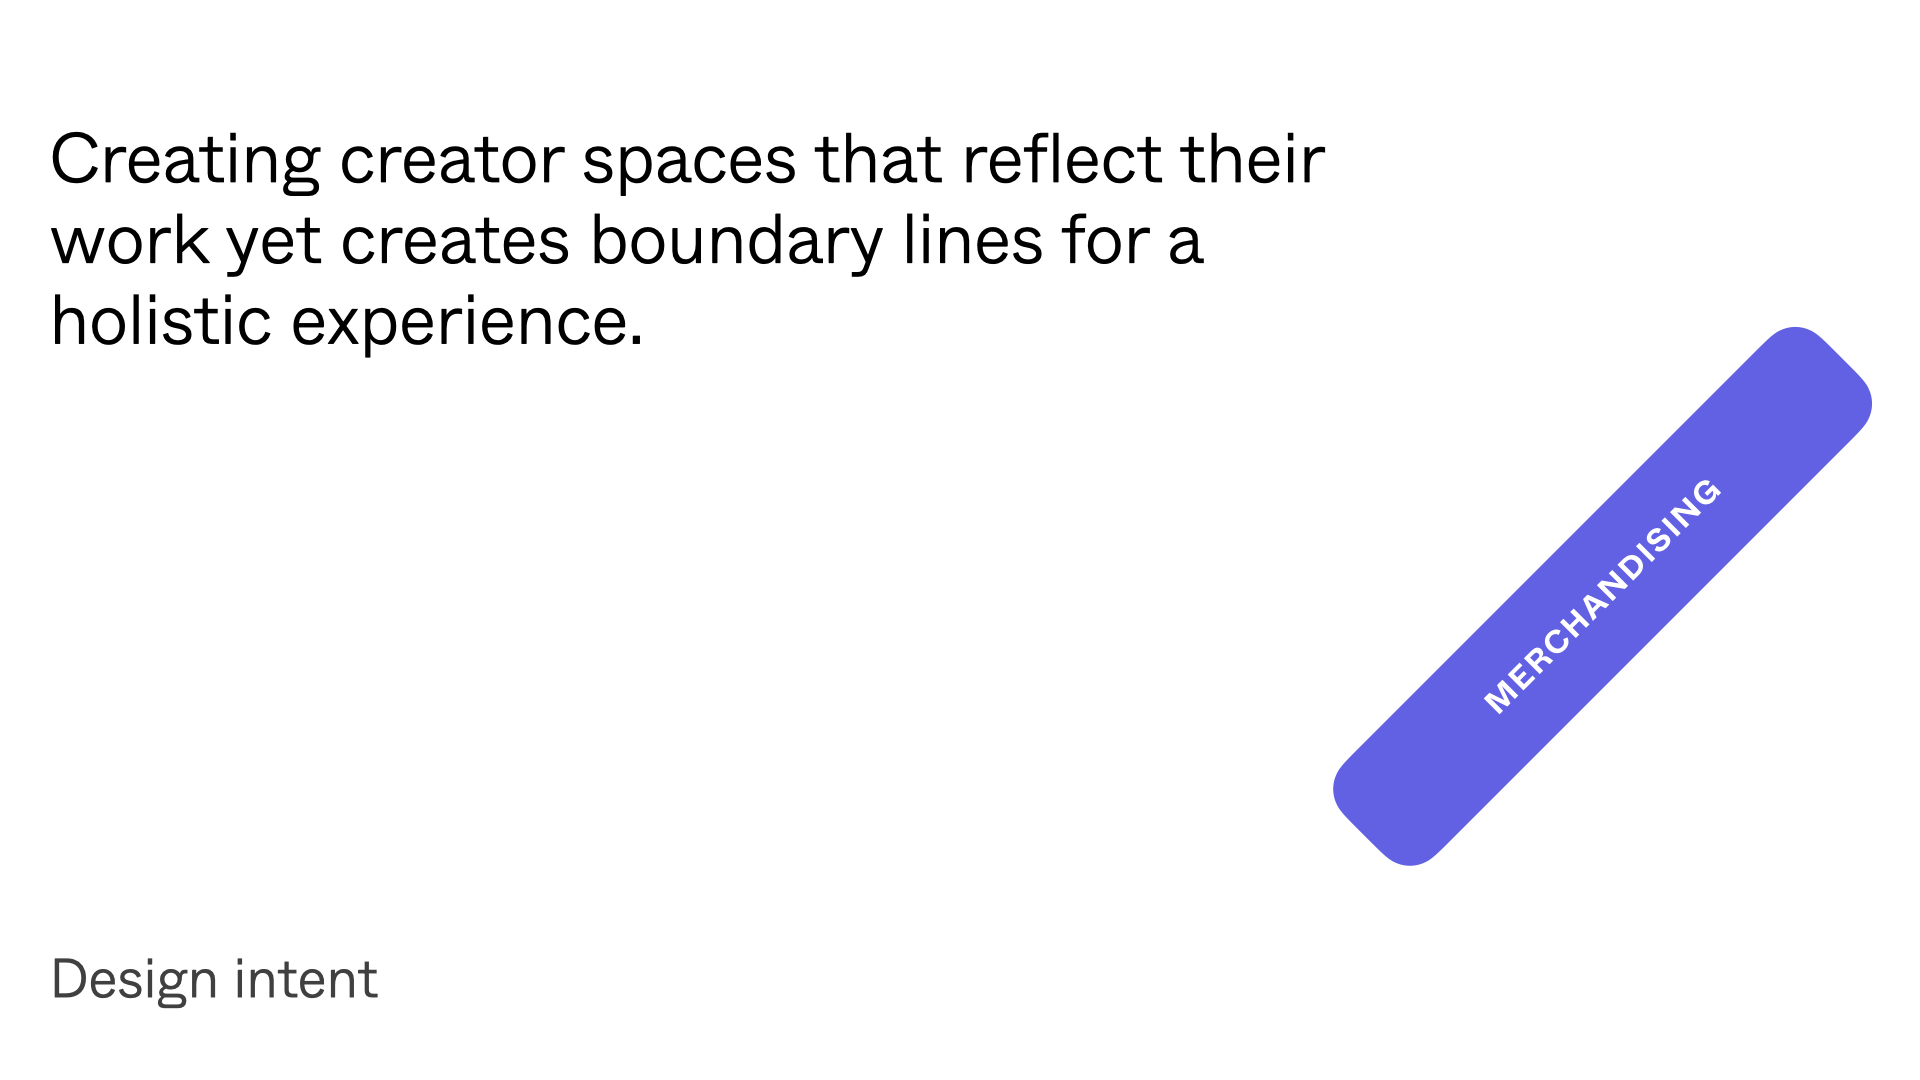 Creating creator spaces that reflect their
work yet creates boundary lines for a
holistic experience.
MERCHANDISING
Design intent